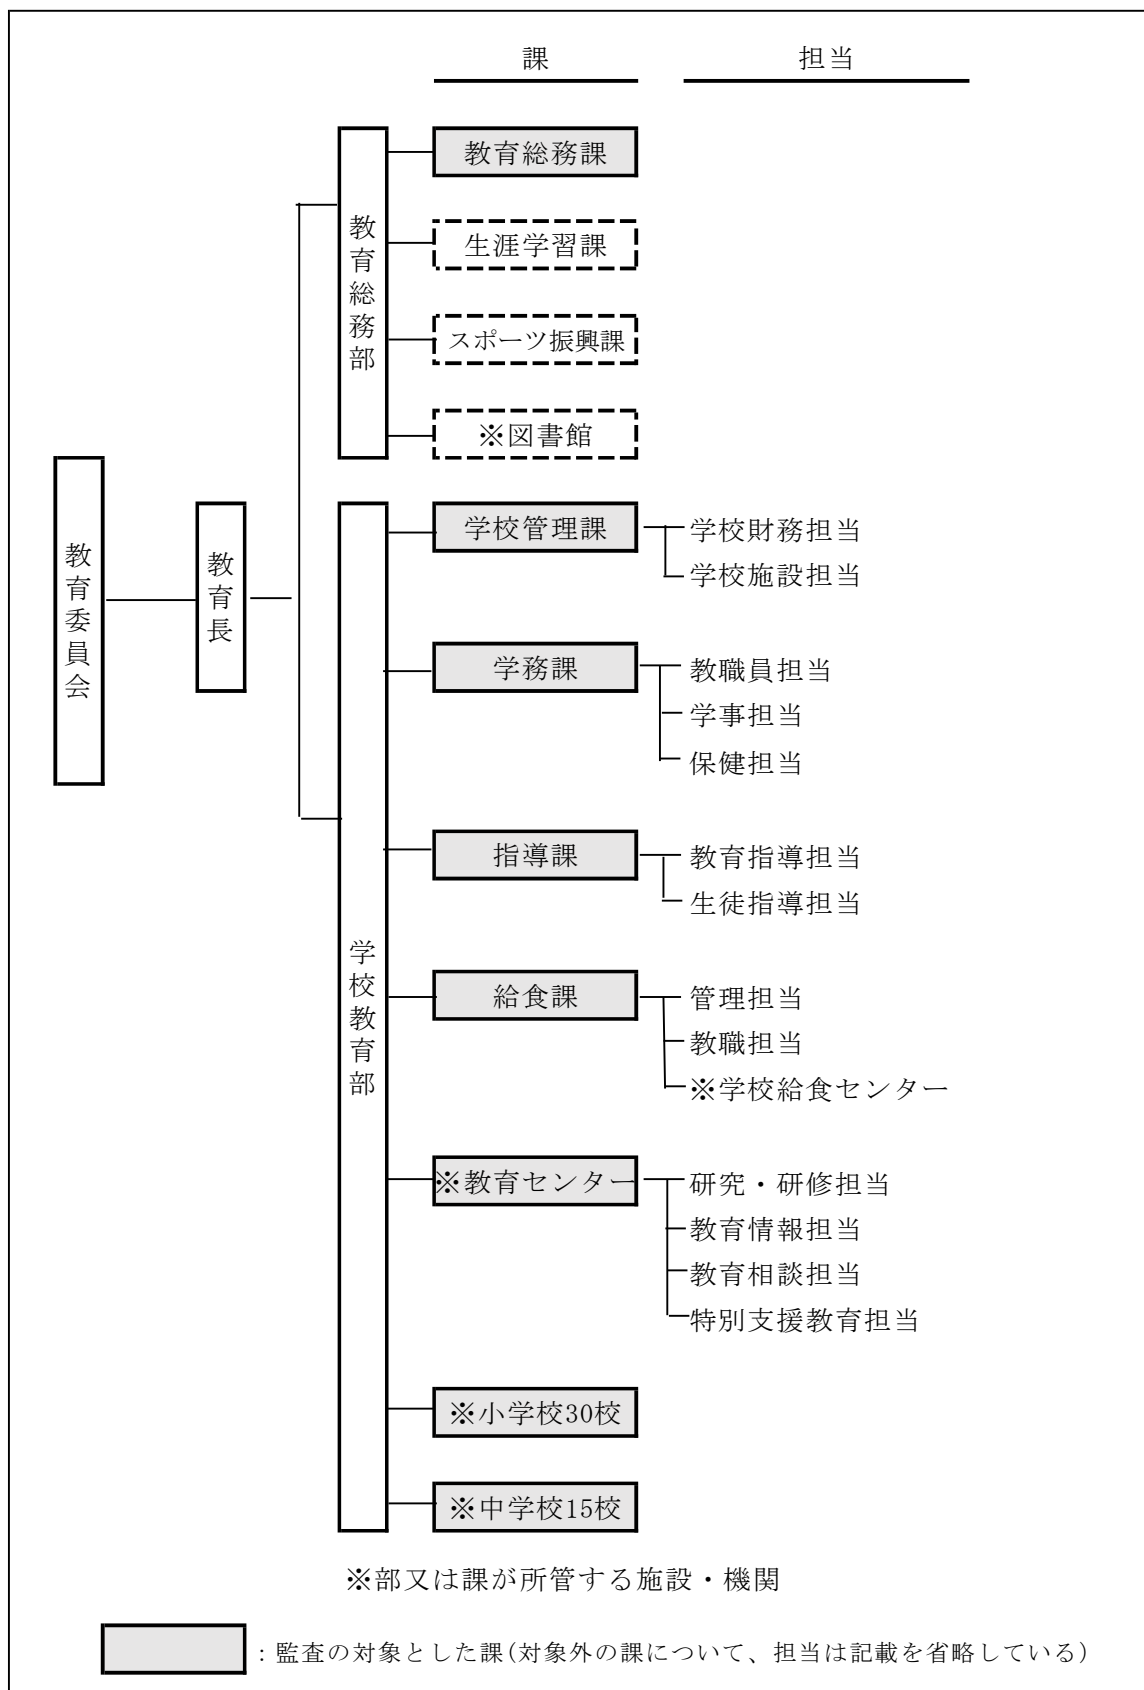 課 担当
教育総務課
教育総務部
生涯学習課
スポーツ振興課
※図書館
教育委員会
教育長
学校教育部
学校管理課
学校財務担当
学校施設担当
学務課
教職員担当
学事担当
保健担当
指導課
教育指導担当
生徒指導担当
給食課
管理担当
教職担当
※学校給食センター
※教育センター
研究・研修担当
教育情報担当
教育相談担当
特別支援教育担当
※小学校30校
※中学校15校
※部又は課が所管する施設・機関
：監査の対象とした課(対象外の課について、担当は記載を省略している)